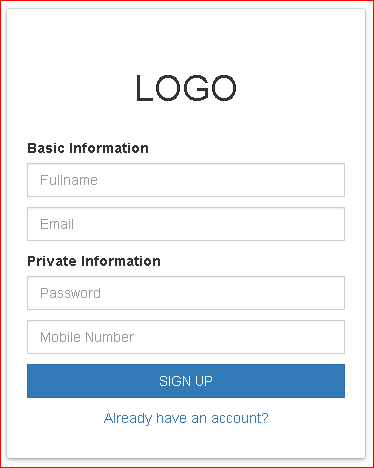 LOGO
Basic Information
Fullname
Email
Private Information
Password
Mobile Number
SIGN UP
Already have an account?